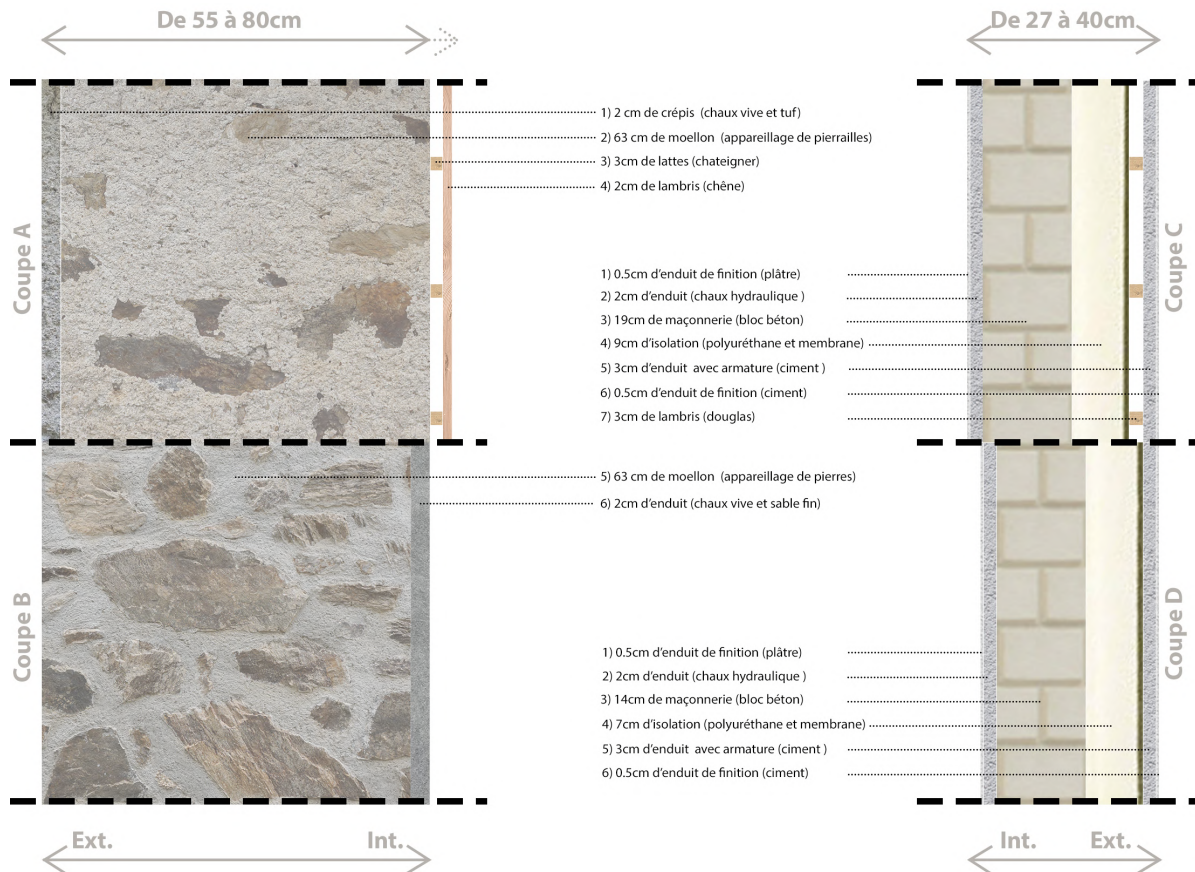 De 55 à 80cm
De 27 à 40cm
Coupe A
1) 2 cm de crépis (chaux vive et tuf)
2) 63 cm de moellon (appareillage de pierrailles)
3) 3cm de lattes (chateigner)
4) 2cm de lambris (chêne)
Coupe C
1) 0.5cm d'enduit de finition (plâtre)
2) 2cm d'enduit (chaux hydraulique )
3) 19cm de maçonnerie (bloc béton)
4) 9cm d'isolation (polyuréthane et membrane)
5) 3cm d'enduit avec armature (ciment )
6) 0.5cm d'enduit de finition (ciment)
7) 3cm de lambris (douglas)
Coupe B
5) 63 cm de moellon (appareillage de pierres)
6) 2cm d'enduit (chaux vive et sable fin)
Coupe D
1) 0.5cm d'enduit de finition (plâtre)
2) 2cm d'enduit (chaux hydraulique )
3) 14cm de maçonnerie (bloc béton)
4) 7cm d'isolation (polyuréthane et membrane)
5) 3cm d'enduit avec armature (ciment )
6) 0.5cm d'enduit de finition (ciment)
Ext. Int.
Int. Ext.